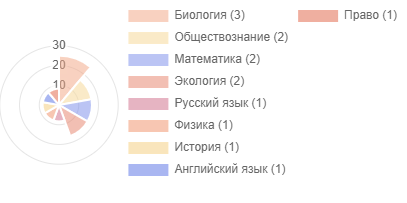 30
20
10
Биология (3)
Обществознание (2)
Математика (2)
Экология (2)
Русский язык (1)
Физика (1)
История (1)
Английский язык (1)
Право (1)